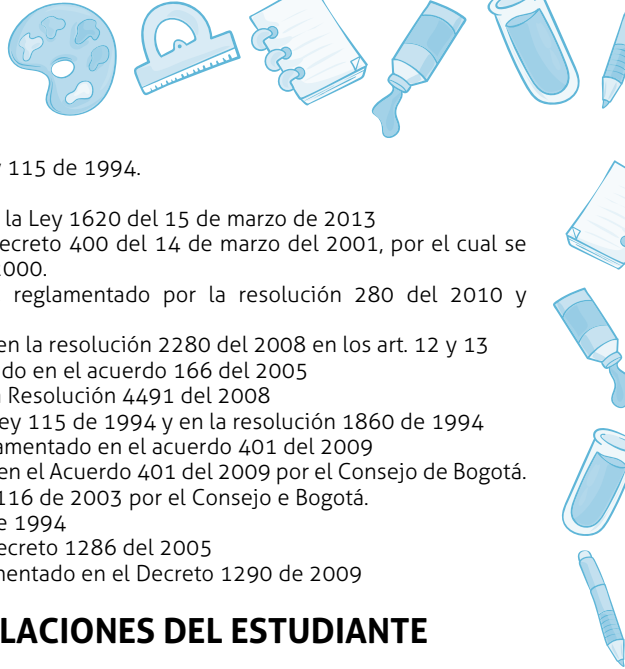 115 de 1994.
la Ley 1620 del 15 de marzo de 2013
ecreto 400 del 14 de marzo del 2001, por el cual se
000.
reglamentado por la resolución 280 del 2010 y
en la resolución 2280 del 2008 en los art. 12 y 13
ido en el acuerdo 166 del 2005
Resolución 4491 del 2008
ey 115 de 1994 y en la resolución 1860 de 1994
amentado en el acuerdo 401 del 2009
en el Acuerdo 401 del 2009 por el Consejo de Bogotá.
116 de 2003 por el Consejo e Bogotá.
e 1994
ecreto 1286 del 2005
mentado en el Decreto 1290 de 2009
LACIONES DEL ESTUDIANTE